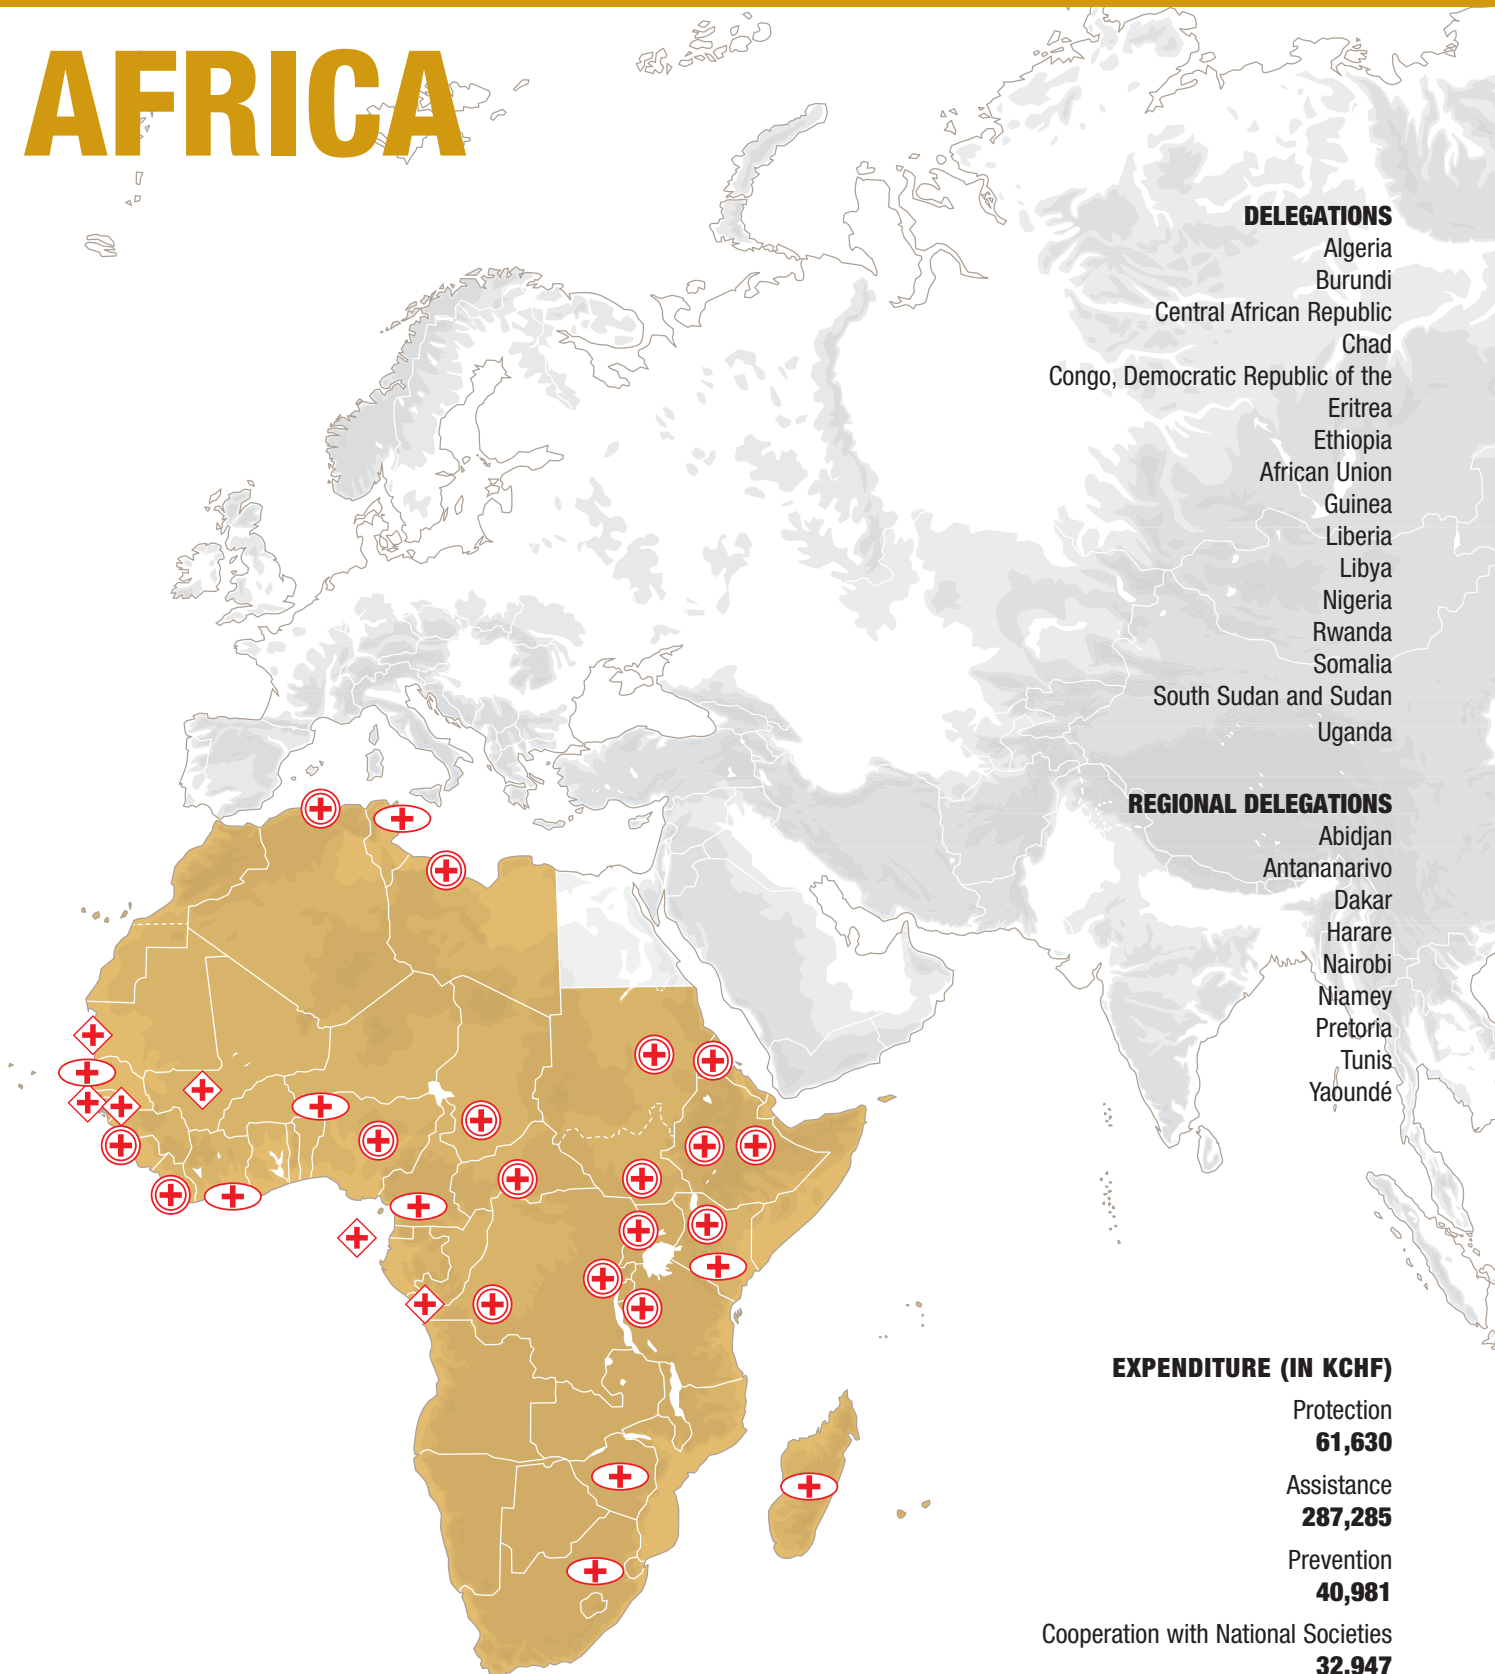 AFRICA
DELEGATIONS
Algeria
Burundi
Central African Republic
Chad
Congo, Democratic Republic of the
Eritrea
Ethiopia
African Union
Guinea
Liberia
Libya
Nigeria
Rwanda
Somalia
South Sudan and Sudan
Uganda
REGIONAL DELEGATIONS
Abidjan
Antananarivo
Dakar
Harare
Nairobi
Niamey
Pretoria
Tunis
Yaoundé
EXPENDITURE (IN KCHF)
Protection
61,630
Assistance
287,285
Prevention
40,981
Cooperation with National Societies
32,947